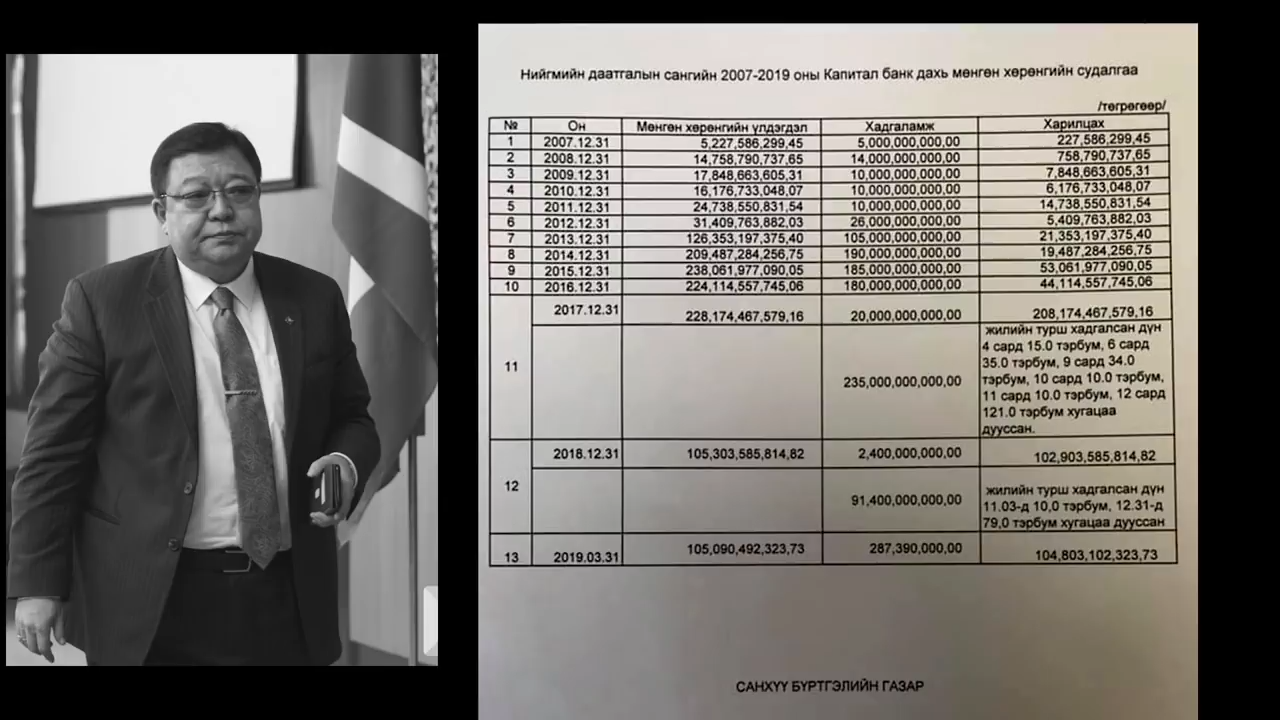 Нийгмийн даатгалын сангийн 2007-2019 оны Капитал банк дахь мөнгөн хөрөнгийн судалгаа
/төгрөгөөр/
№ Он Мөнгөн хөрөнгийн үлдэгдэл Хадгаламж Харилцах
1 2007.12.31 5,227,586,299,45 5,000,000,000,00 227,586,299,45
2 2008.12.31 14,758,790,737,65 14,000,000,000,00 758,790,737,65
3 2009.12.31 17,848,663,605,31 10,000,000,000,00 7,848,663,605,31
4 2010.12.31 16,176,733,048,07 10,000,000,000,00 6,176,733,048,07
5 2011.12.31 24,738,550,831,54 10,000,000,000,00 14,738,550,831,54
6 2012.12.31 31,409,763,882,03 26,000,000,000,00 5,409,763,882,03
7 2013.12.31 126,353,197,375,40 105,000,000,000,00 21,353,197,375,40
8 2014.12.31 209,487,284,256,75 190,000,000,000,00 19,487,284,256,75
9 2015.12.31 238,061,977,090,05 185,000,000,000,00 53,061,977,090,05
10 2016.12.31 224,114,557,745,06 180,000,000,000,00 44,114,557,745,06
11 2017.12.31 228,174,467,579,16 20,000,000,000,00 208,174,467,579,16
235,000,000,000,00
жилийн турш хадгалсан дүн
4 сард 15.0 тэрбум, 6 сард
35.0 тэрбум, 9 сард 34.0
тэрбум, 10 сард 10.0 тэрбум,
11 сард 10.0 тэрбум, 12 сард
121.0 тэрбум хугацаа
дууссан.
12 2018.12.31 105,303,585,814,82 2,400,000,000,00 102,903,585,814,82
91,400,000,000,00
жилийн турш хадгалсан дүн
11.03-д 10,0 тэрбум, 12.31-д
79,0 тэрбум хугацаа дууссан
13 2019.03.31 105,090,492,323,73 287,390,000,00 104,803,102,323,73
САНХҮҮ БҮРТГЭЛИЙН ГАЗАР